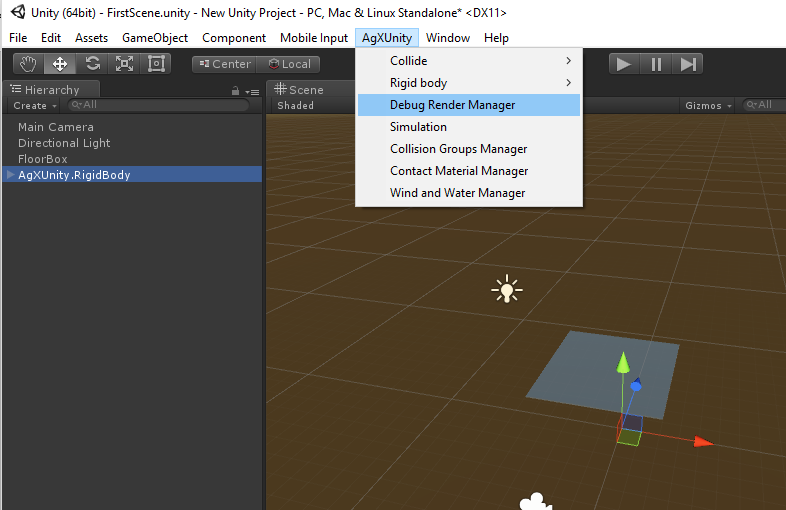 Unity (64bit) - FirstScene.unity - New Unity Project - PC, Mac & Linux Standalone* <DX11>
File Edit Assets GameObject Component Mobile Input AgXUnity Window Help
Center Local
Collide
Rigid body
Debug Render Manager
Simulation
Collision Groups Manager
Contact Material Manager
Wind and Water Manager
Hierarchy
Create All
Main Camera
Directional Light
FloorBox
AgXUnity.RigidBody
Scene
Shaded Gizmos All